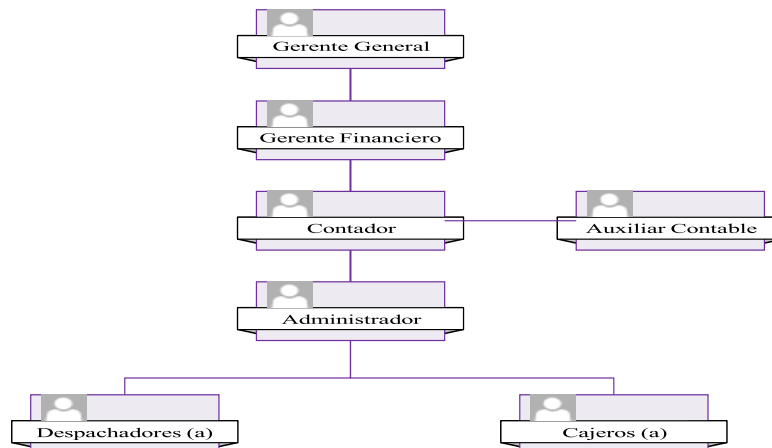 Gerente General
Gerente Financiero
Contador
Auxiliar Contable
Administrador
Despachadores (a)
Cajeros (a)